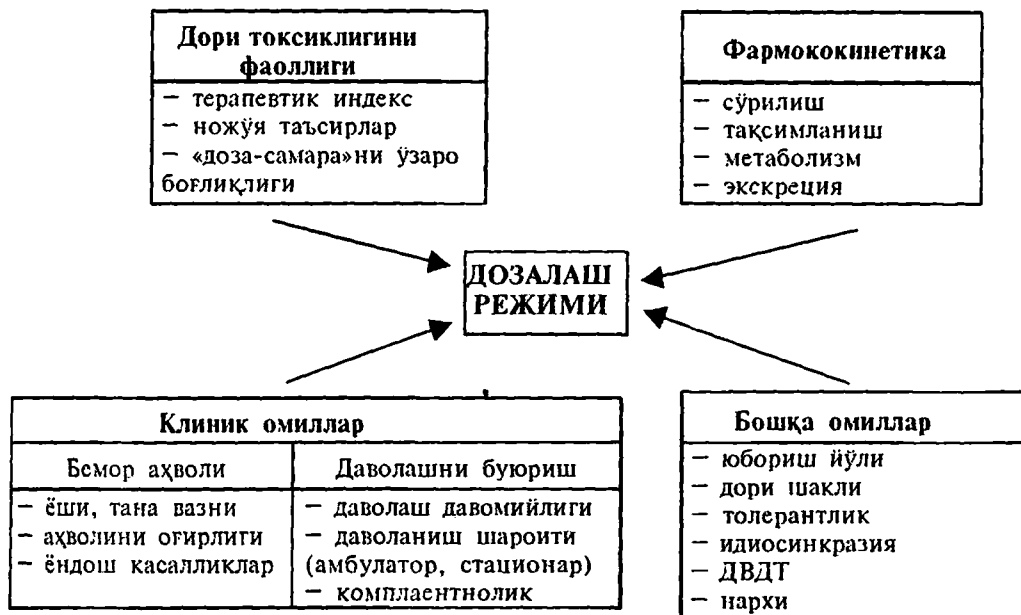 Дори токсиклигини
фаоллиги
– терапевтик индекс
– ножўя таъсирлар
– «доза-самара»ни ўзаро
боғлиқлиги
Фармококинетика
– сўрилиш
– тақсимланиш
– метаболизм
– экскреция
ДОЗАЛАШ
РЕЖИМИ
Клиник омиллар
Бемор аҳволи
– ёши, тана вазни
– аҳволини оғирлиги
– ёндош касалликлар
Даволашни буюриш
– даволаш давомийлиги
– даволаниш шароити
(амбулатор, стационар)
– комплаентнолик
Бошқа омиллар
– юбориш йўли
– дори шакли
– толерантлик
– идиосинкразия
– ДВДТ
– нархи